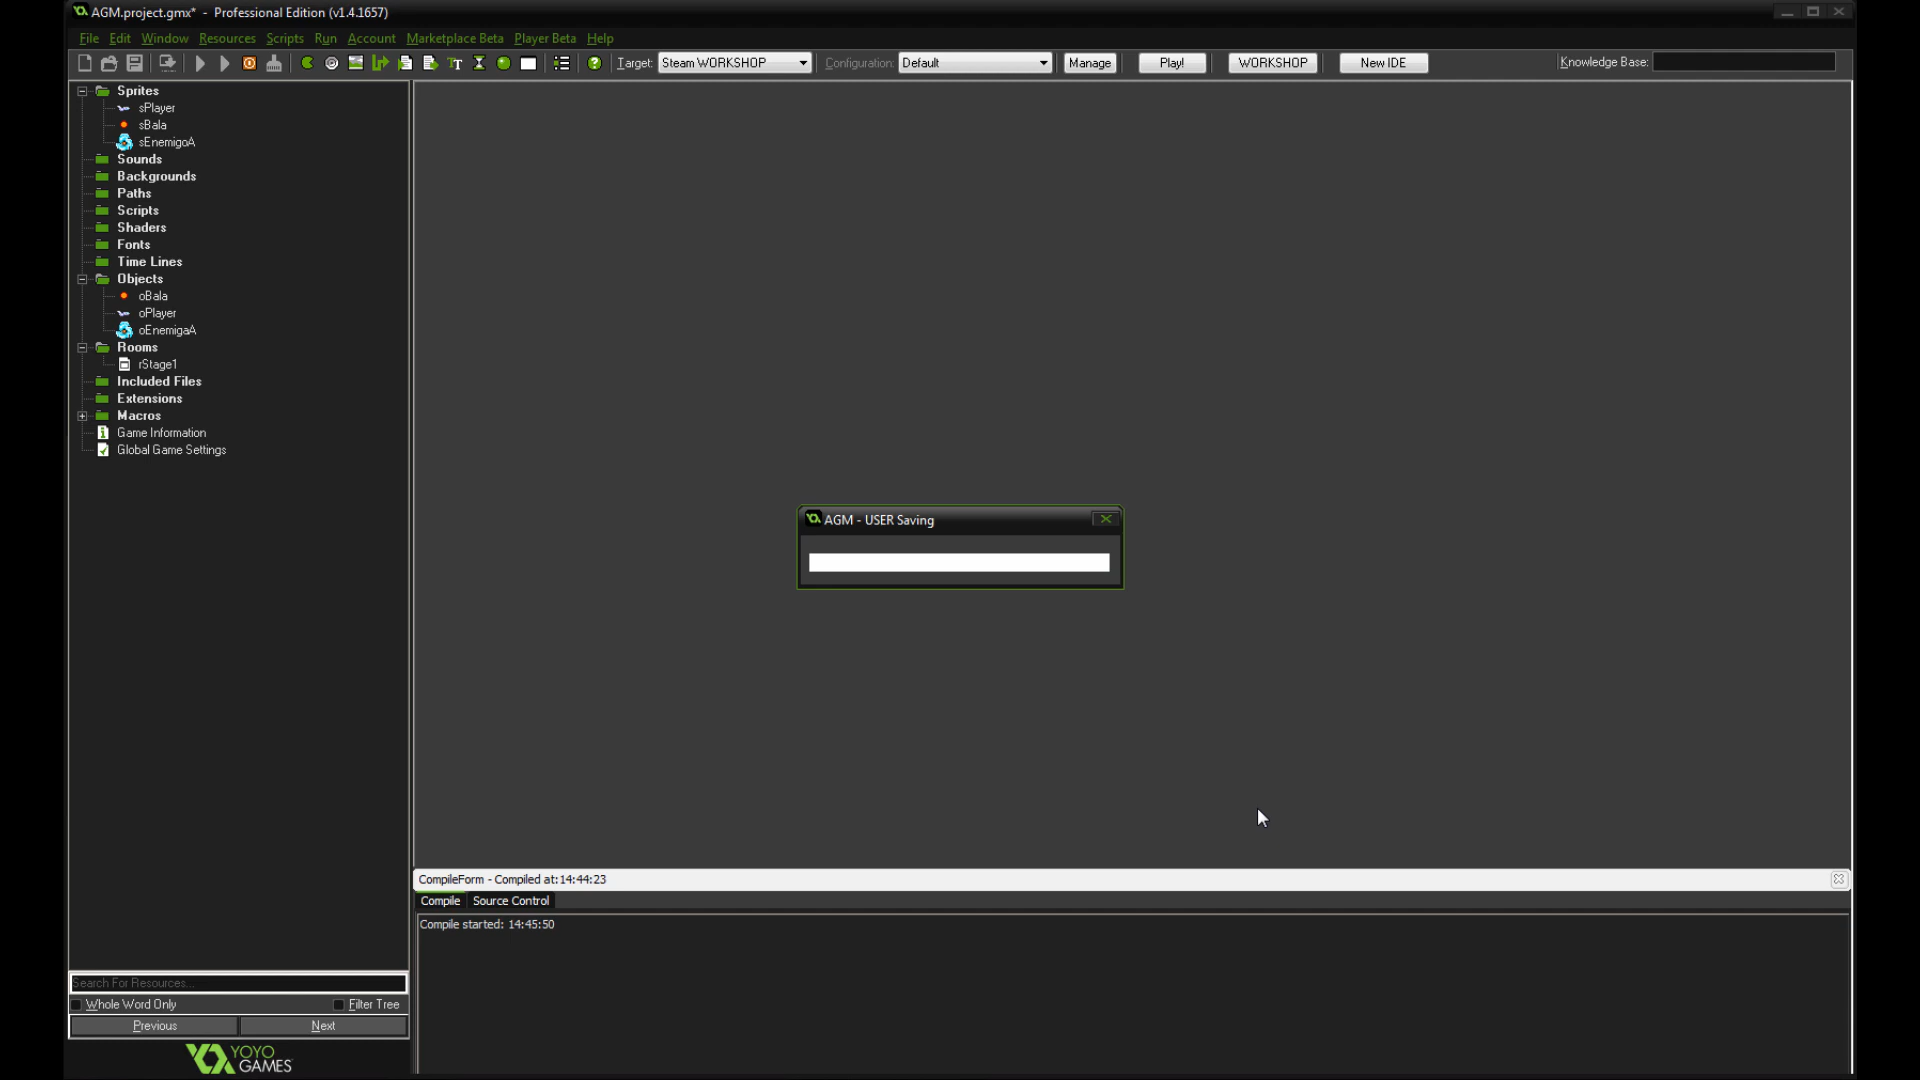 AGM.project.gmx* - Professional Edition (v1.4.1657)
File Edit Window Resources Scripts Run Account Marketplace Beta Player Beta Help
Target: Steam WORKSHOP Configuration: Default Manage Play! WORKSHOP New IDE Knowledge Base:
Sprites
sPlayer
sBala
sEnemigoA
Sounds
Backgrounds
Paths
Scripts
Shaders
Fonts
Time Lines
Objects
oBala
oPlayer
oEnemigaA
Rooms
rStage1
Included Files
Extensions
Macros
Game Information
Global Game Settings
AGM - USER Saving
CompileForm - Compiled at:14:44:23
Compile Source Control
Compile started: 14:45:50
Search For Resources...
Whole Word Only Filter Tree
Previous Next
YOYO
GAMES